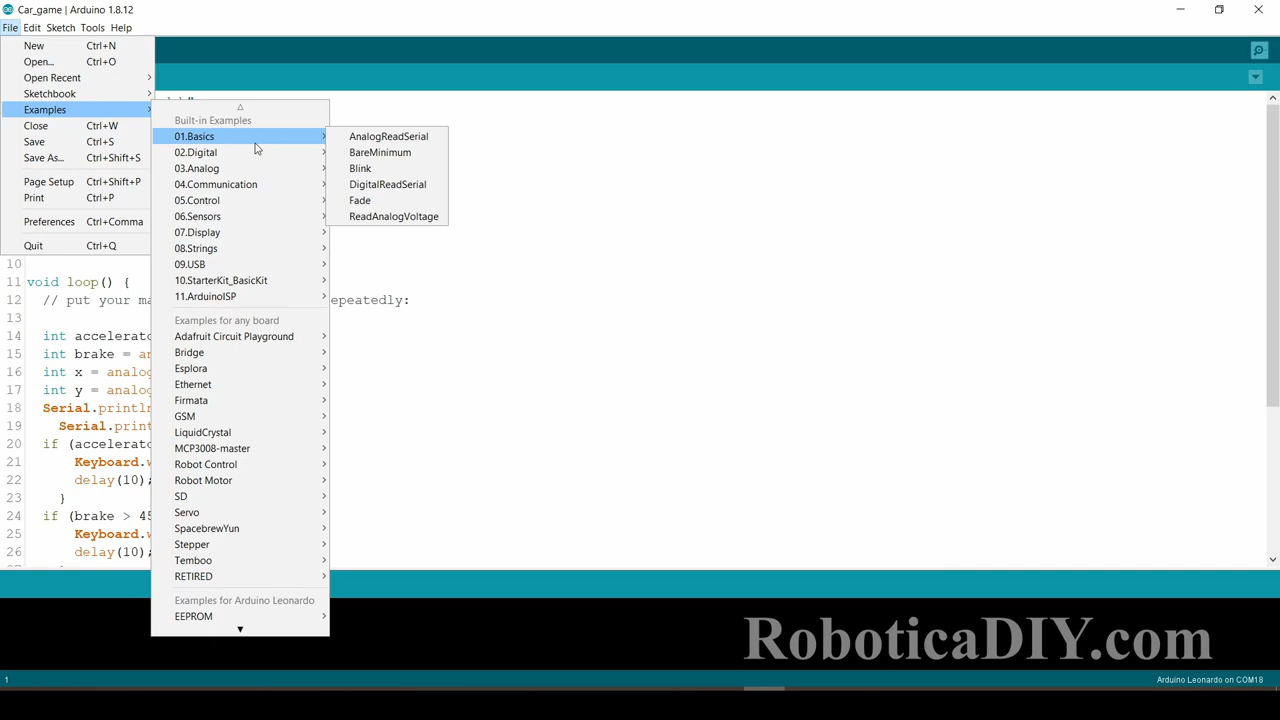 Car_game | Arduino 1.8.12
File Edit Sketch Tools Help
New Ctrl+N
Open... Ctrl+O
Open Recent
Sketchbook
Examples
Close Ctrl+W
Save Ctrl+S
Save As... Ctrl+Shift+S
Page Setup Ctrl+Shift+P
Print Ctrl+P
Preferences Ctrl+Comma
Quit Ctrl+Q
Built-in Examples
01.Basics
02.Digital
03.Analog
04.Communication
05.Control
06.Sensors
07.Display
08.Strings
09.USB
10.StarterKit_BasicKit
11.ArduinoISP
Examples for any board
Adafruit Circuit Playground
Bridge
Esplora
Ethernet
Firmata
GSM
LiquidCrystal
MCP3008-master
Robot Control
Robot Motor
SD
Servo
SpacebrewYun
Stepper
Temboo
RETIRED
Examples for Arduino Leonardo
EEPROM
AnalogReadSerial
BareMinimum
Blink
DigitalReadSerial
Fade
ReadAnalogVoltage
10
11 void loop() {
12 // put your ma epeatedly:
13
14 int accelerato
15 int brake = an
16 int x = analog
17 int y = analog
18 Serial.println
19 Serial.print
20 if (accelerato
21 Keyboard.w
22 delay(10);
23 }
24 if (brake > 45
25 Keyboard.w
26 delay(10);
RoboticaDIY.com
1 Arduino Leonardo on COM18